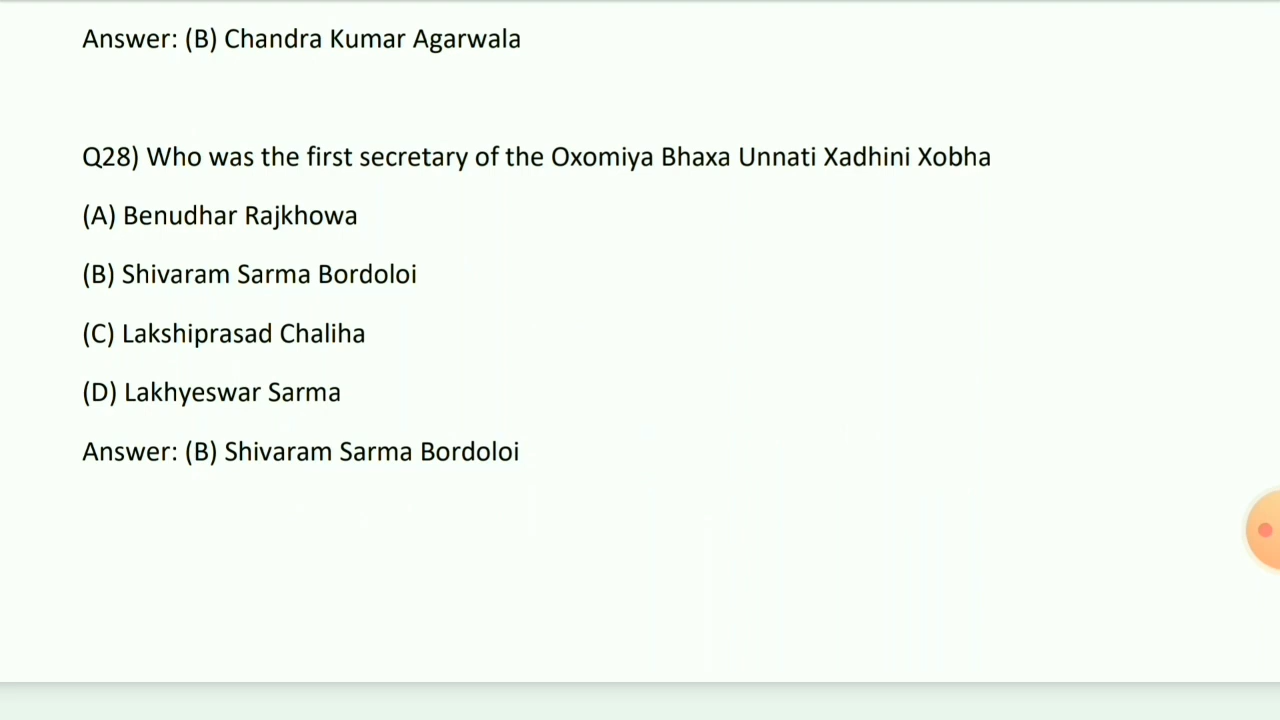 Answer: (B) Chandra Kumar Agarwala
Q28) Who was the first secretary of the Oxomiya Bhaxa Unnati Xadhini Xobha
(A) Benudhar Rajkhowa
(B) Shivaram Sarma Bordoloi
(C) Lakshiprasad Chaliha
(D) Lakhyeswar Sarma
Answer: (B) Shivaram Sarma Bordoloi